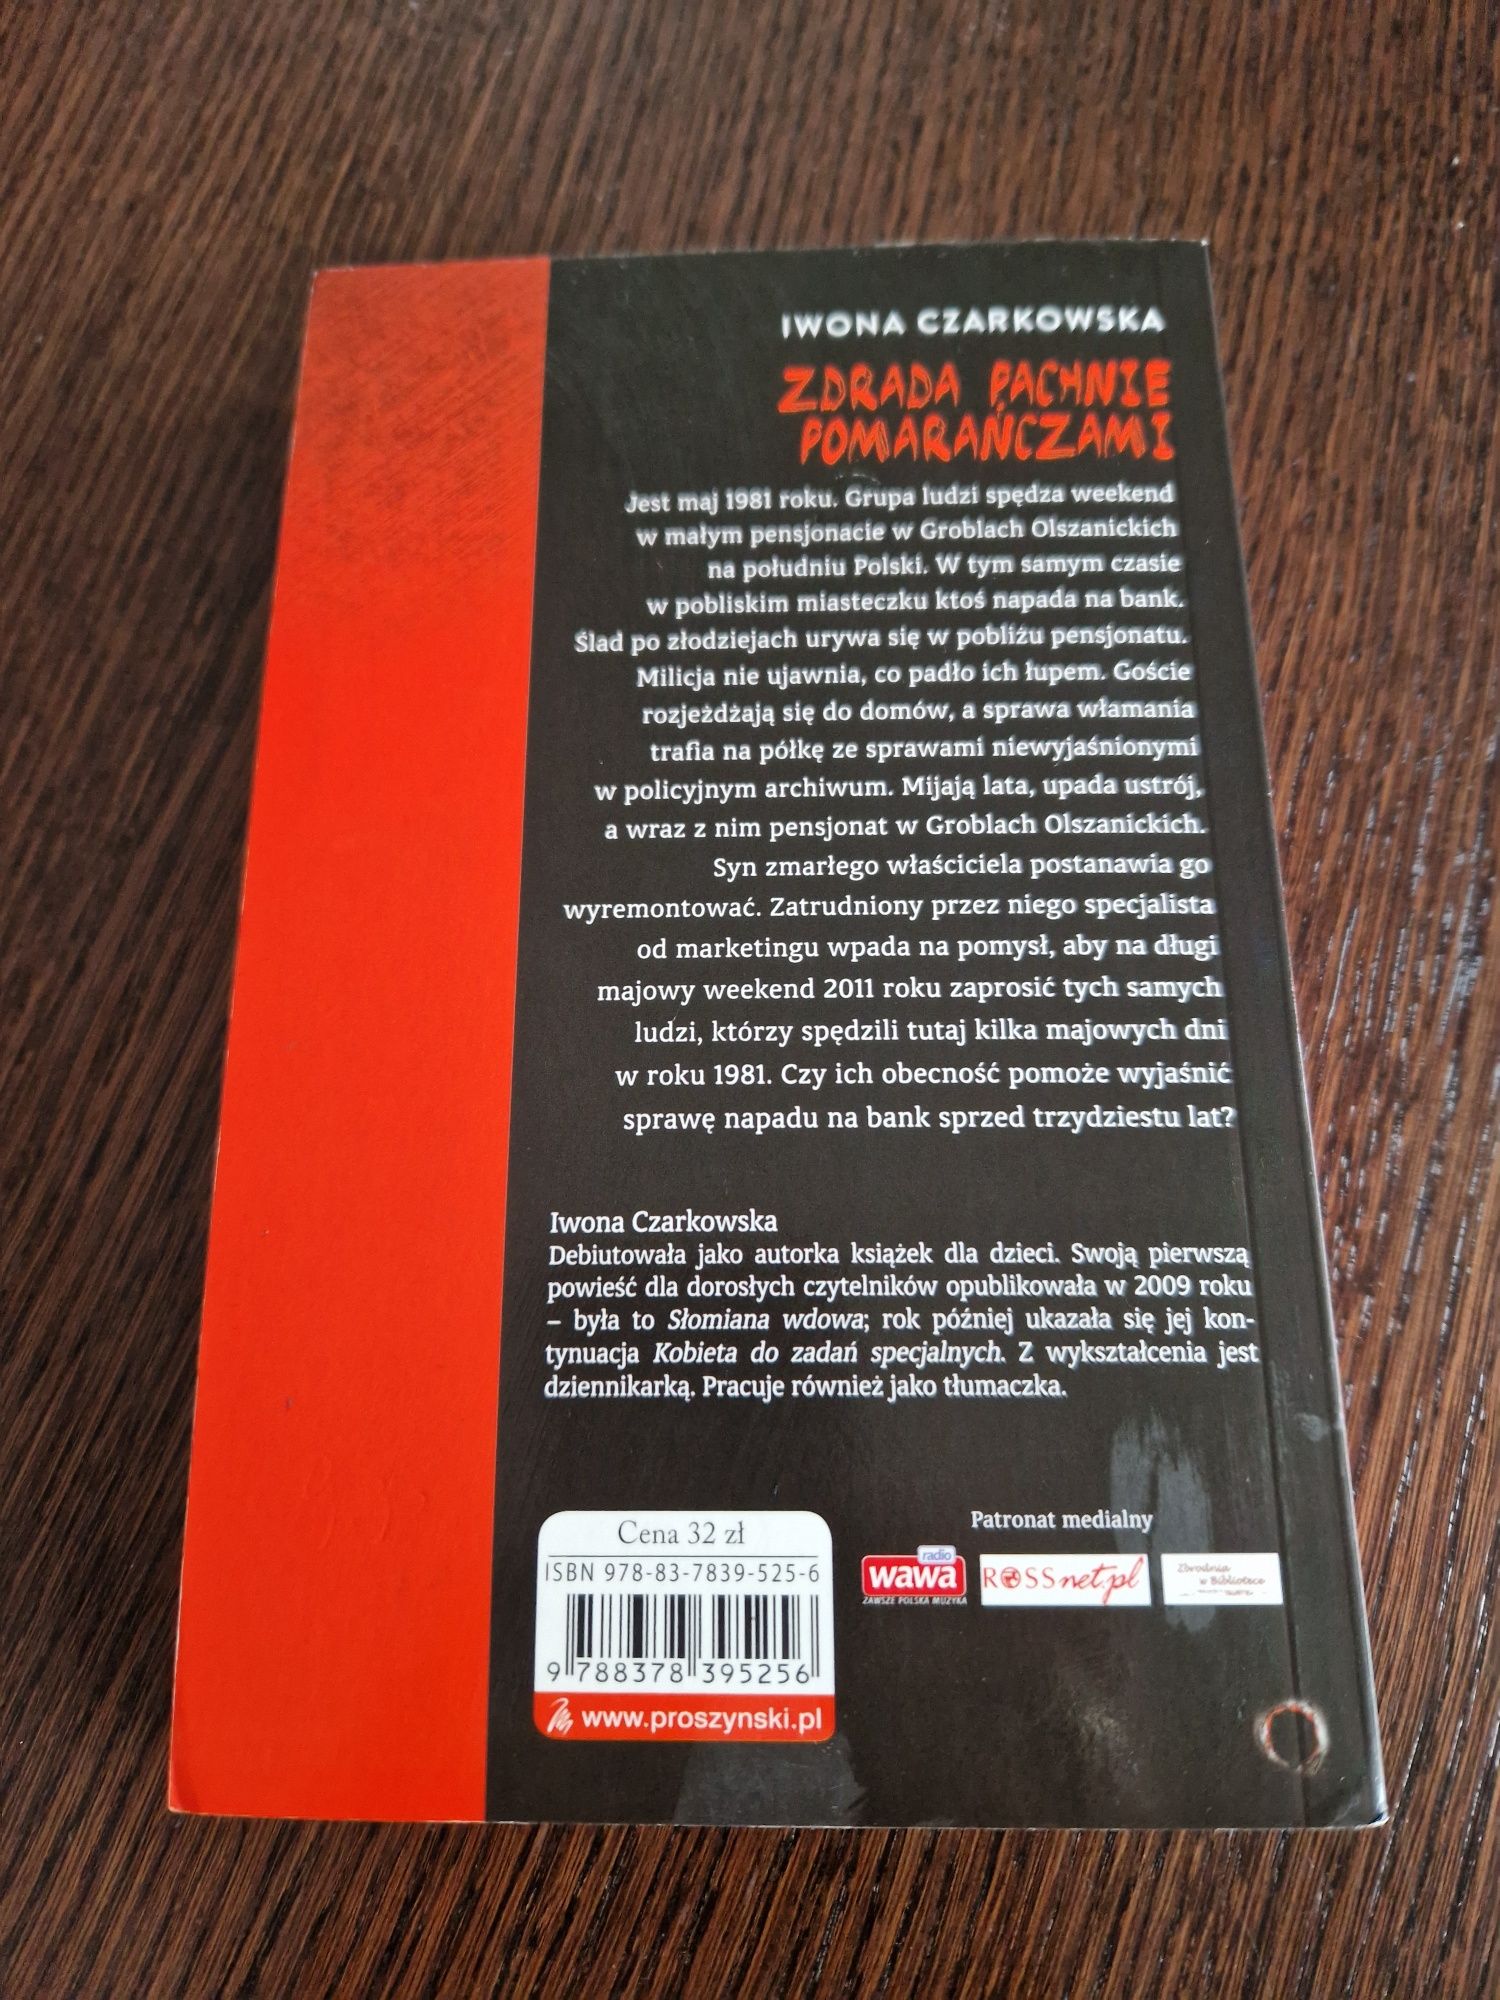 IWONA CZARKOWSKA
ZDRADA PACHNIE
POMARAŃCZAMI
Jest maj 1981 roku. Grupa ludzi spędza weekend
w małym pensjonacie w Groblach Olszanickich
na południu Polski. W tym samym czasie
w pobliskim miasteczku ktoś napada na bank.
Ślad po złodziejach urywa się w pobliżu pensjonatu.
Milicja nie ujawnia, co padło ich łupem. Goście
rozjeżdżają się do domów, a sprawa włamania
trafia na półkę ze sprawami niewyjaśnionymi
w policyjnym archiwum. Mijają lata, upada ustrój,
a wraz z nim pensjonat w Groblach Olszanickich.
Syn zmarłego właściciela postanawia go
wyremontować. Zatrudniony przez niego specjalista
od marketingu wpada na pomysł, aby na długi
majowy weekend 2011 roku zaprosić tych samych
ludzi, którzy spędzili tutaj kilka majowych dni
w roku 1981. Czy ich obecność pomoże wyjaśnić
sprawę napadu na bank sprzed trzydziestu lat?
Iwona Czarkowska
Debiutowała jako autorka książek dla dzieci. Swoją pierwszą
powieść dla dorosłych czytelników opublikowała w 2009 roku
– była to Słomiana wdowa; rok później ukazała się jej kon-
tynuacja Kobieta do zadań specjalnych. Z wykształcenia jest
dziennikarką. Pracuje również jako tłumaczka.
Patronat medialny
radio
wawa
ZAWSZE POLSKA MUZYKA
ROSSnet.pl
Zbrodnia
w Bibliotece
Cena 32 zł
ISBN 978-83-7839-525-6
9 788378 395256
www.proszynski.pl